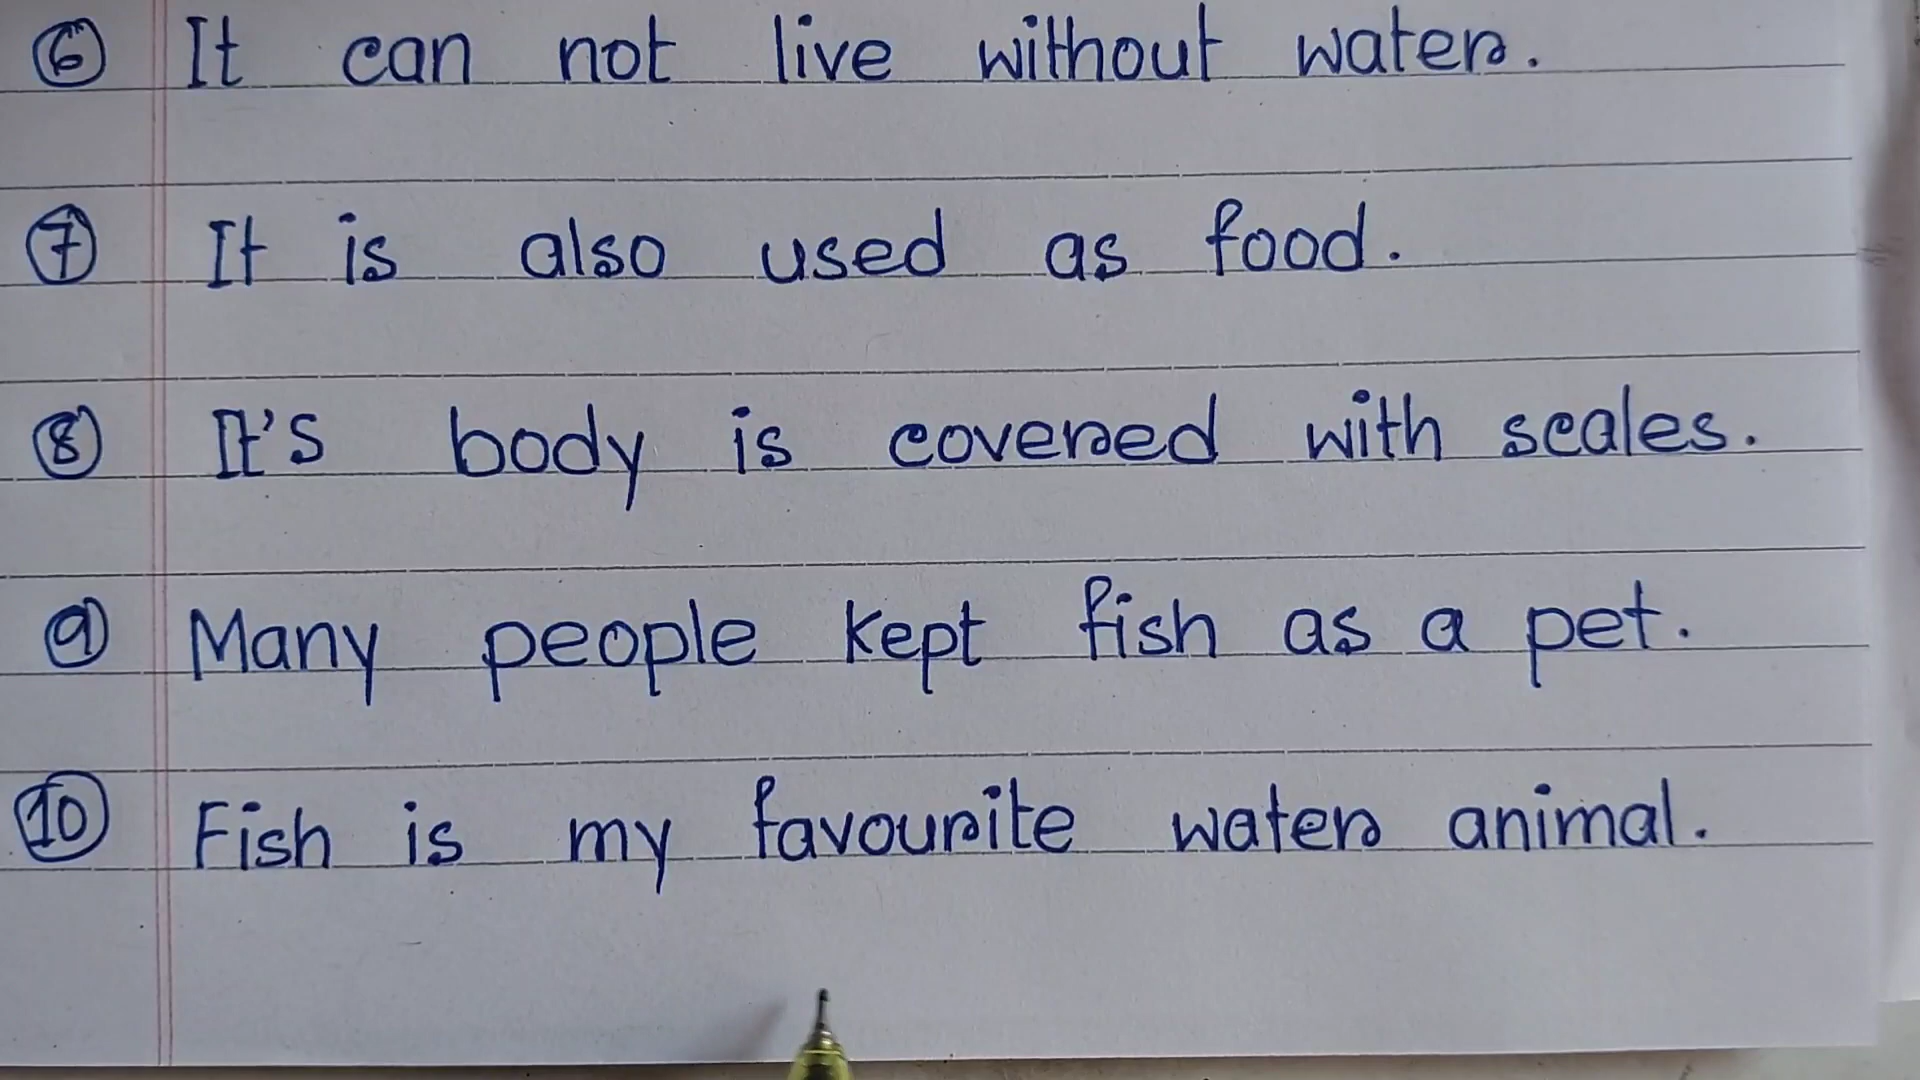 6 It can not live without water.
7 It is also used as food.
8 It's body is covered with scales.
9 Many people kept fish as a pet.
10 Fish is my favourite water animal.